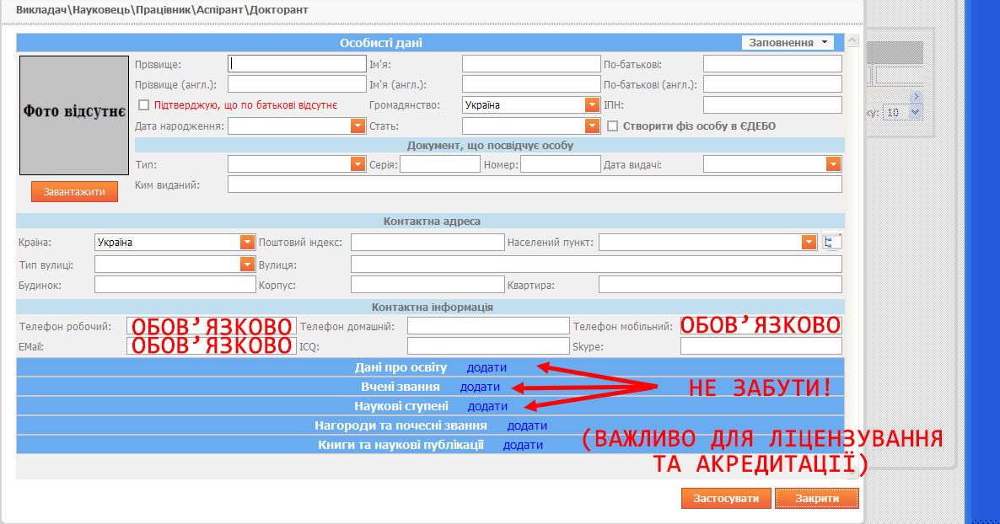 Викладач\Науковець\Працівник\Аспірант\Докторант
Особисті дані Заповнення
Фото відсутнє
Завантажити
Прізвище: Ім'я: По-батькові:
Прізвище (англ.): Ім'я (англ.): По-батькові (англ.):
Підтверджую, що по батькові відсутнє Громадянство: Україна ІПН:
Дата народження: Стать: Створити фіз особу в ЄДЕБО
Документ, що посвідчує особу
Тип: Серія: Номер: Дата видачі:
Ким виданий:
Контактна адреса
Країна: Україна Поштовий індекс: Населений пункт:
Тип вулиці: Вулиця:
Будинок: Корпус: Квартира:
Контактна інформація
Телефон робочий: ОБОВ’ЯЗКОВО Телефон домашній: Телефон мобільний: ОБОВ’ЯЗКОВО
EMail: ОБОВ’ЯЗКОВО ICQ: Skype:
Дані про освіту додати
Вчені звання додати
НЕ ЗАБУТИ!
Наукові ступені додати
Нагороди та почесні звання додати
Книги та наукові публікації додати
(ВАЖЛИВО ДЛЯ ЛІЦЕНЗУВАННЯ
ТА АКРЕДИТАЦІЇ)
Застосувати Закрити
10